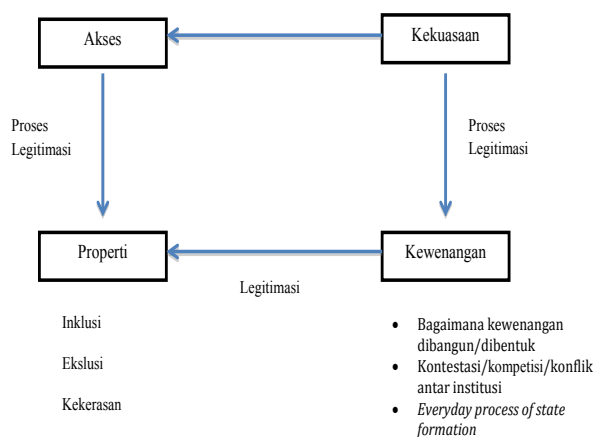 Akses
Kekuasaan
Proses
Legitimasi
Proses
Legitimasi
Properti
Kewenangan
Legitimasi
Inklusi
Ekslusi
Kekerasan
• Bagaimana kewenangan
dibangun/dibentuk
• Kontestasi/kompetisi/konflik
antar institusi
• Everyday process of state
formation